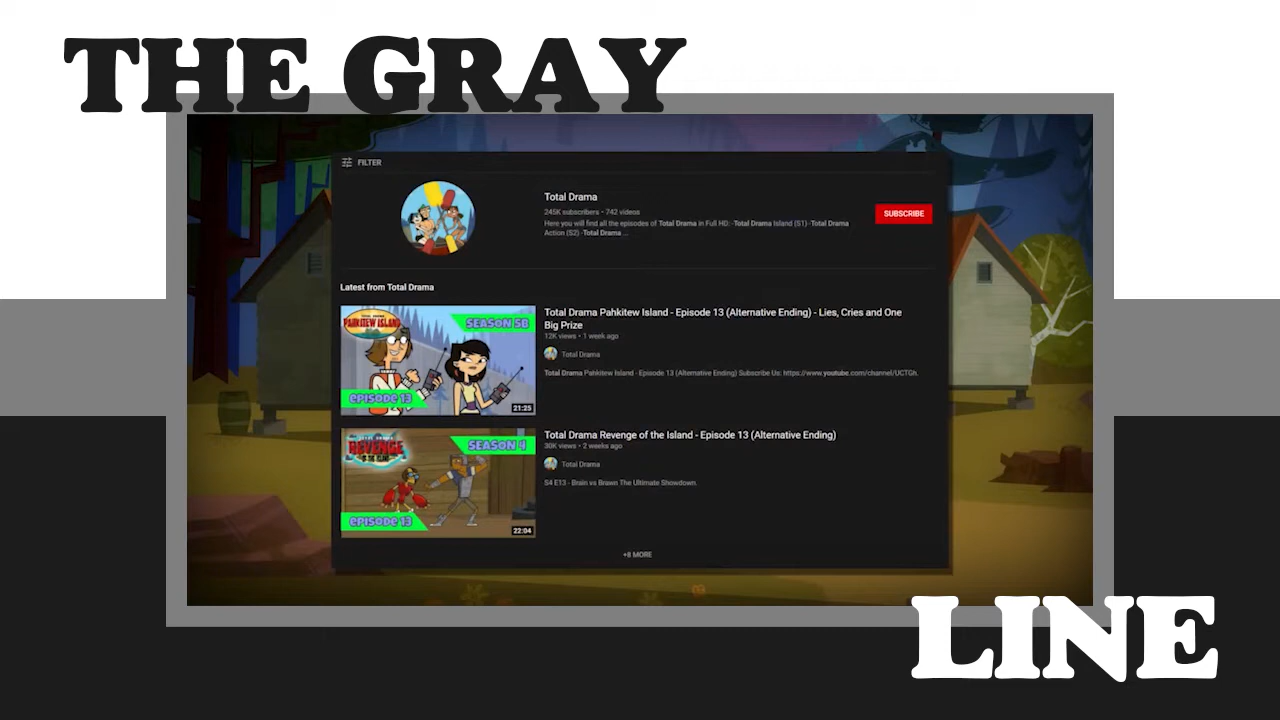 THE GRAY
FILTER
Total Drama
245K subscribers • 742 videos
Here you will find all the episodes of Total Drama in Full HD: -Total Drama Island (S1) -Total Drama
Action (S2) -Total Drama ...
SUBSCRIBE
Latest from Total Drama
PAHKITEW ISLAND
SEASON 5B
EPISODE 13
21:25
Total Drama Pahkitew Island - Episode 13 (Alternative Ending) - Lies, Cries and One
Big Prize
12K views • 1 week ago
Total Drama
Total Drama Pahkitew Island - Episode 13 (Alternative Ending) Subscribe Us: https://www.youtube.com/channel/UCTGh.
REVENGE
SEASON 4
EPISODE 13
22:04
Total Drama Revenge of the Island - Episode 13 (Alternative Ending)
30K views • 2 weeks ago
Total Drama
S4 E13 - Brain vs Brawn The Ultimate Showdown.
+8 MORE
LINE